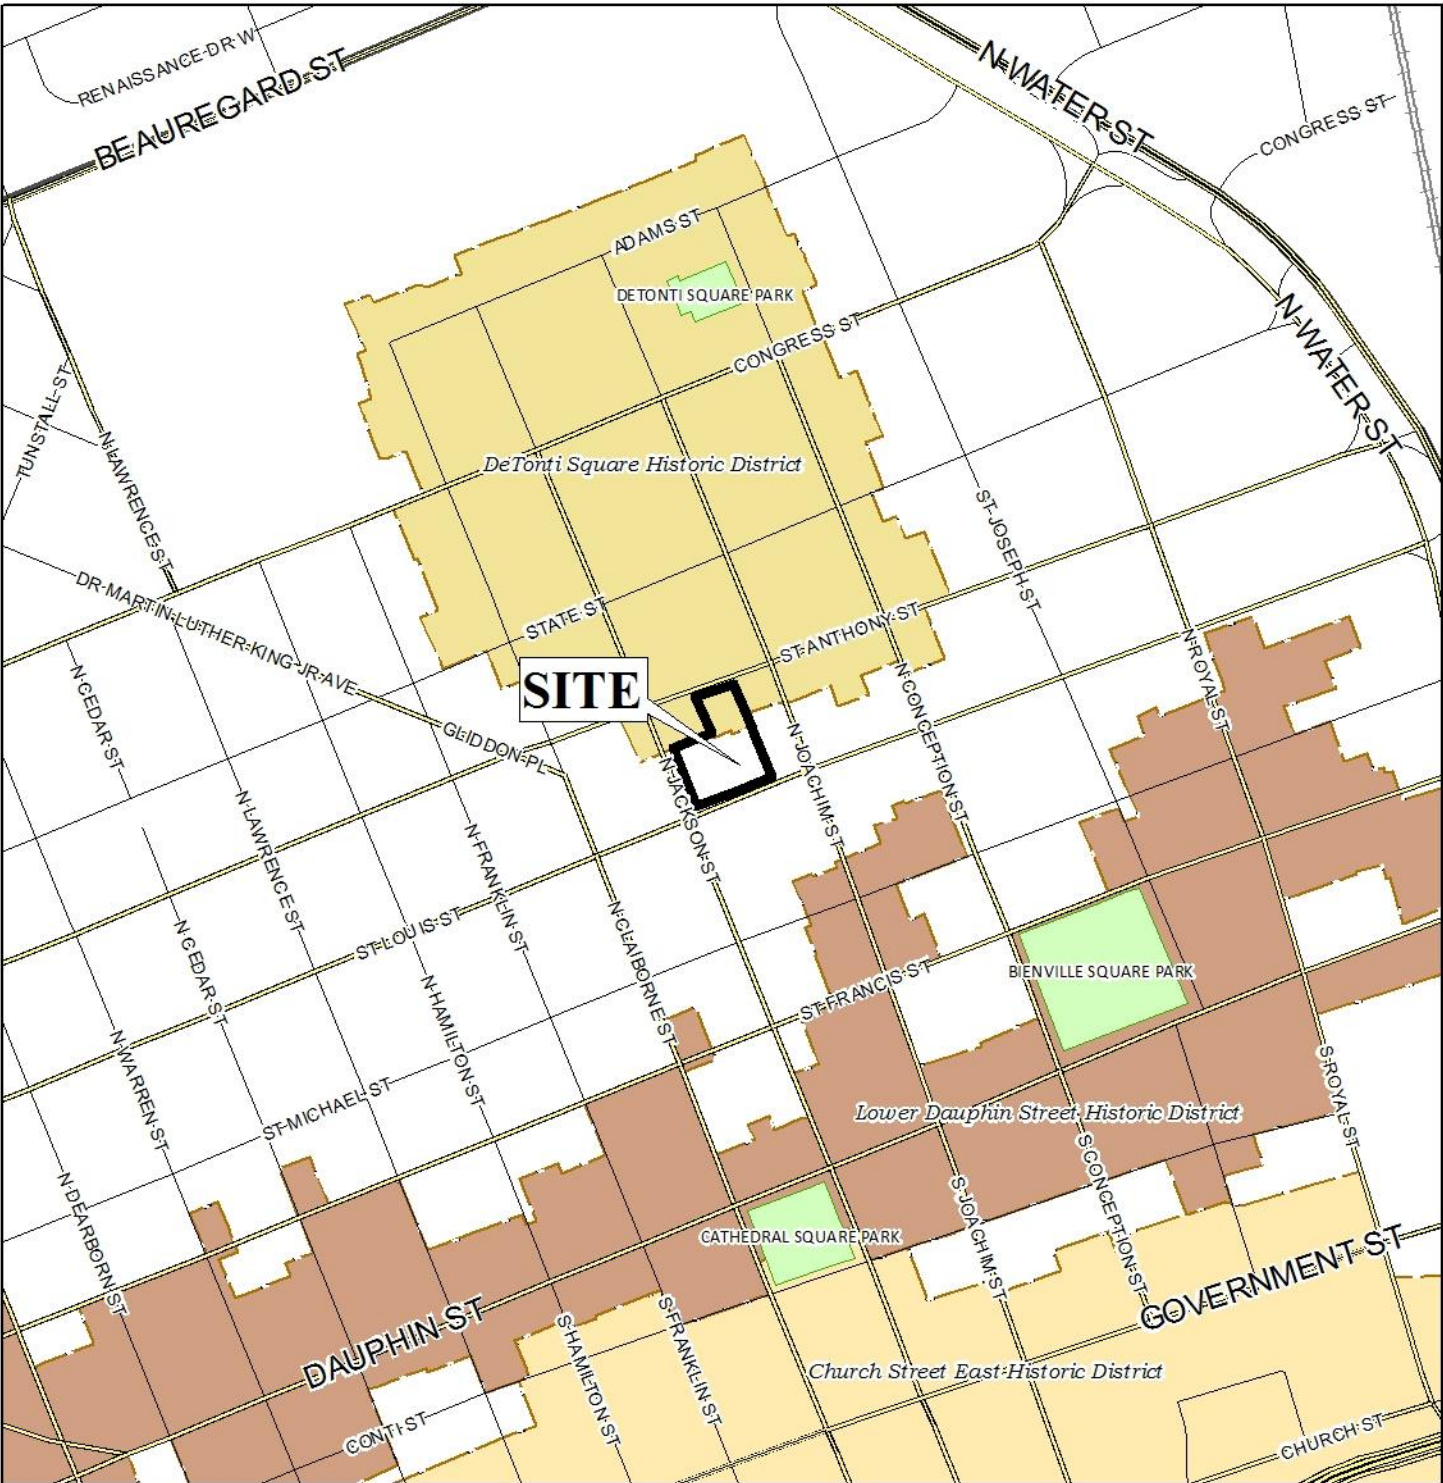 RENAISSANCE DR W
BEAUREGARD ST
N WATER ST
CONGRESS ST
ADAMS ST
DETONTI SQUARE PARK
CONGRESS ST
N WATER ST
TUNSTALL ST
N LAWRENCE ST
DeTonti Square Historic District
ST JOSEPH ST
DR MARTIN LUTHER KING JR AVE
STATE ST
ST ANTHONY ST
N ROYAL ST
SITE
N CEDAR ST
GLIDDON PL
N CONCEPTION ST
N JOACHIM ST
N JACKSON ST
N LAWRENCE ST
N FRANKLIN ST
ST LOUIS ST
N CLAIBORNE ST
N CEDAR ST
ST FRANCIS ST
BIENVILLE SQUARE PARK
N HAMILTON ST
N WARREN ST
ST MICHAEL ST
S ROYAL ST
Lower Dauphin Street Historic District
S CONCEPTION ST
N DEARBORN ST
S JOACHIM ST
CATHEDRAL SQUARE PARK
GOVERNMENT ST
DAUPHIN ST
S HAMILTON ST
S FRANKLIN ST
Church Street East Historic District
CONTI ST
CHURCH ST